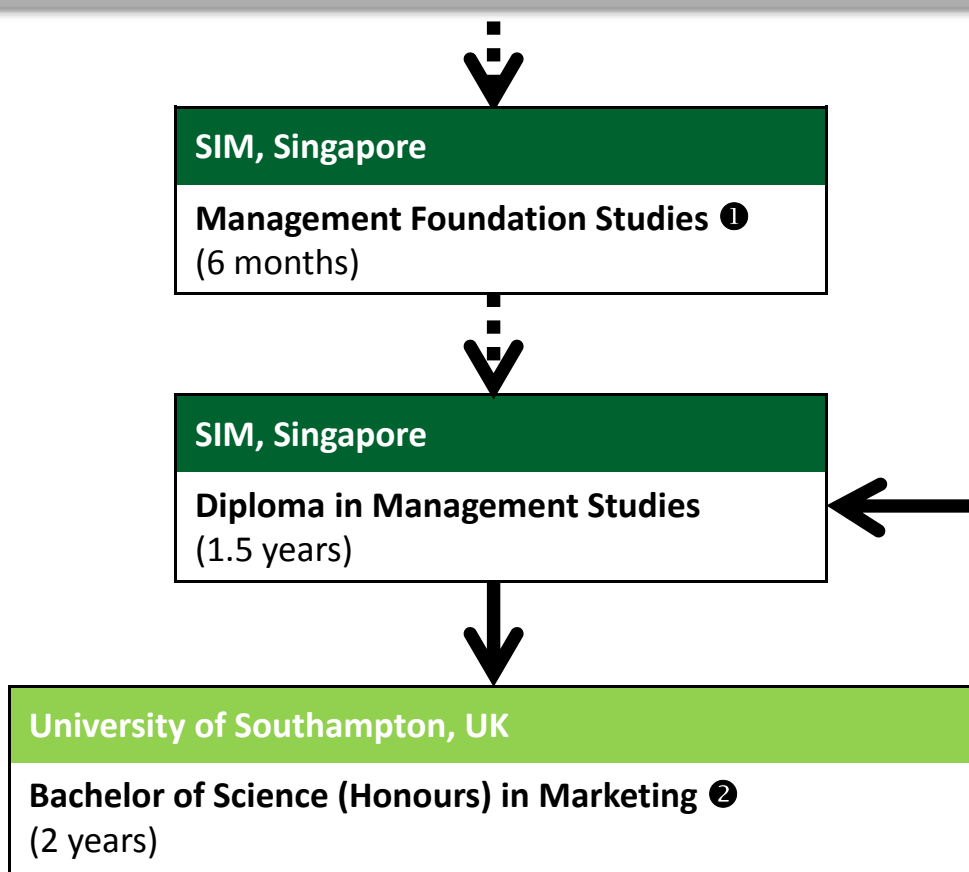 SIM, Singapore
Management Foundation Studies ❶
(6 months)
SIM, Singapore
Diploma in Management Studies
(1.5 years)
University of Southampton, UK
Bachelor of Science (Honours) in Marketing ❷
(2 years)